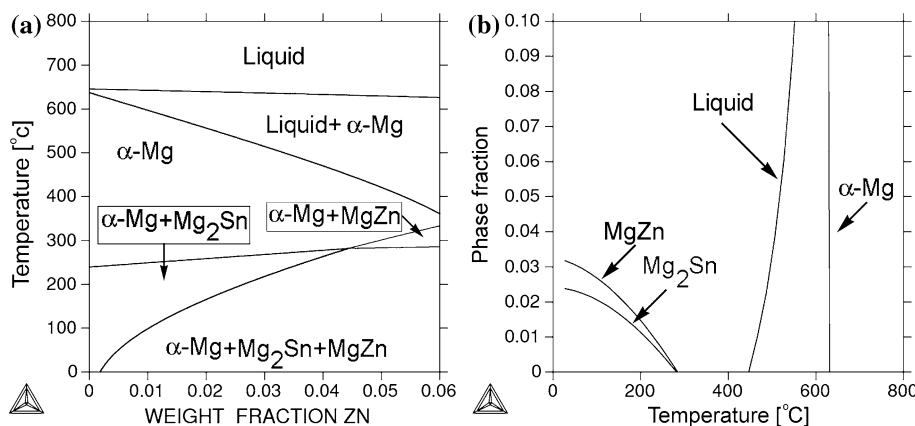 (a)
800
700
600
500
400
300
200
100
0
Temperature [°c]
Liquid
Liquid+ α-Mg
α-Mg
α-Mg+MgZn
α-Mg+Mg₂Sn
α-Mg+Mg₂Sn+MgZn
0 0.01 0.02 0.03 0.04 0.05 0.06
WEIGHT FRACTION ZN
(b)
0.10
0.09
0.08
0.07
0.06
0.05
0.04
0.03
0.02
0.01
0
Phase fraction
Liquid
α-Mg
MgZn
Mg₂Sn
0 200 400 600 800
Temperature [°C]